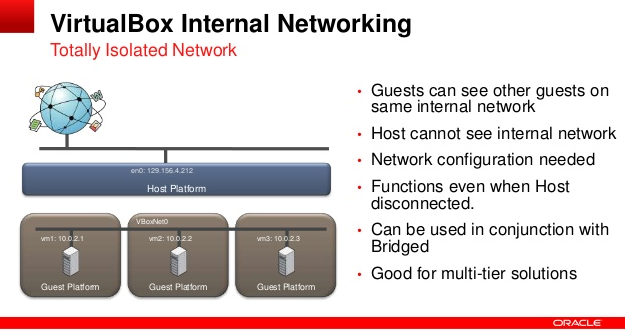 VirtualBox Internal Networking
Totally Isolated Network
en0: 129.156.4.212
Host Platform
VBoxNet0
vm1: 10.0.2.1
vm2: 10.0.2.2
vm3: 10.0.2.3
Guest Platform
Guest Platform
Guest Platform
• Guests can see other guests on
same internal network
• Host cannot see internal network
• Network configuration needed
• Functions even when Host
disconnected.
• Can be used in conjunction with
Bridged
• Good for multi-tier solutions
ORACLE